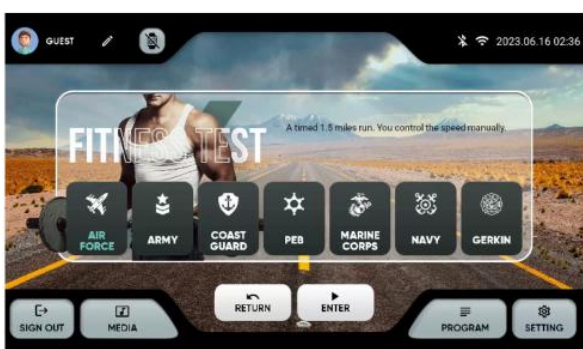 GUEST
2023.06.16 02:36
FITNESS TEST
A timed 1.5 miles run. You control the speed manually.
AIR
FORCE
ARMY
COAST
GUARD
PEB
MARINE
CORPS
NAVY
GERKIN
RETURN
ENTER
SIGN OUT
MEDIA
PROGRAM
SETTING